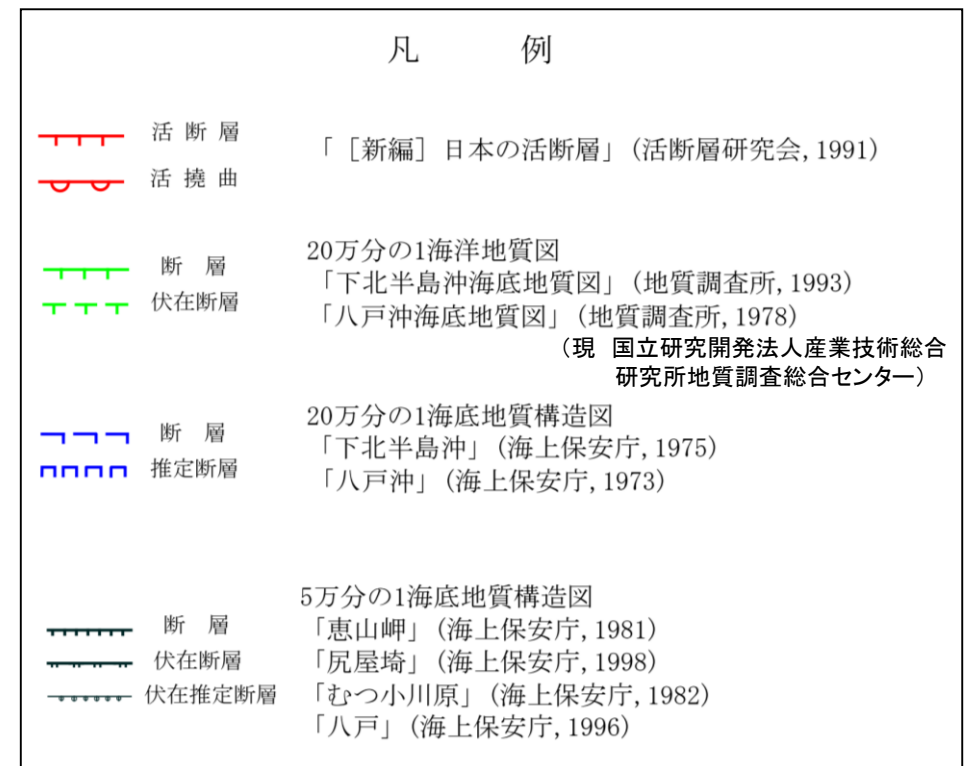 凡　例
活断層
「［新編］日本の活断層」(活断層研究会, 1991)
活撓曲
20万分の1海洋地質図
断層
「下北半島沖海底地質図」(地質調査所, 1993)
伏在断層
「八戸沖海底地質図」(地質調査所, 1978)
（現　国立研究開発法人産業技術総合
研究所地質調査総合センター）
20万分の1海底地質構造図
断層
「下北半島沖」(海上保安庁, 1975)
推定断層
「八戸沖」(海上保安庁, 1973)
5万分の1海底地質構造図
断層
「恵山岬」(海上保安庁, 1981)
伏在断層
「尻屋埼」(海上保安庁, 1998)
伏在推定断層
「むつ小川原」(海上保安庁, 1982)
「八戸」(海上保安庁, 1996)